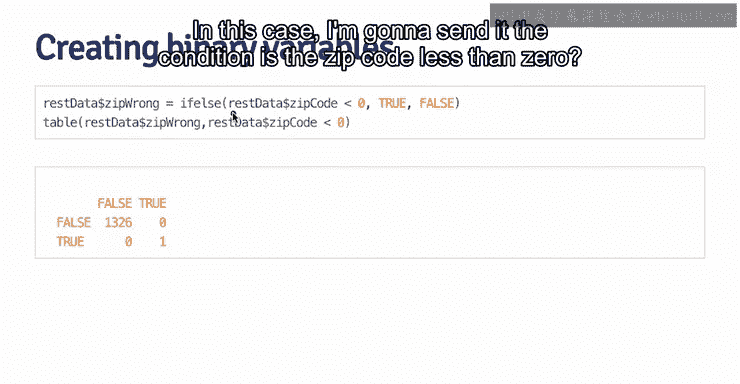 Creating binary variables
In this case, I'm gonna send it the
condition is the zip code less than zero?
restData$zipWrong = ifelse(restData$zipCode < 0, TRUE, FALSE)
table(restData$zipWrong,restData$zipCode < 0)
FALSE TRUE
FALSE 1326 0
TRUE 0 1